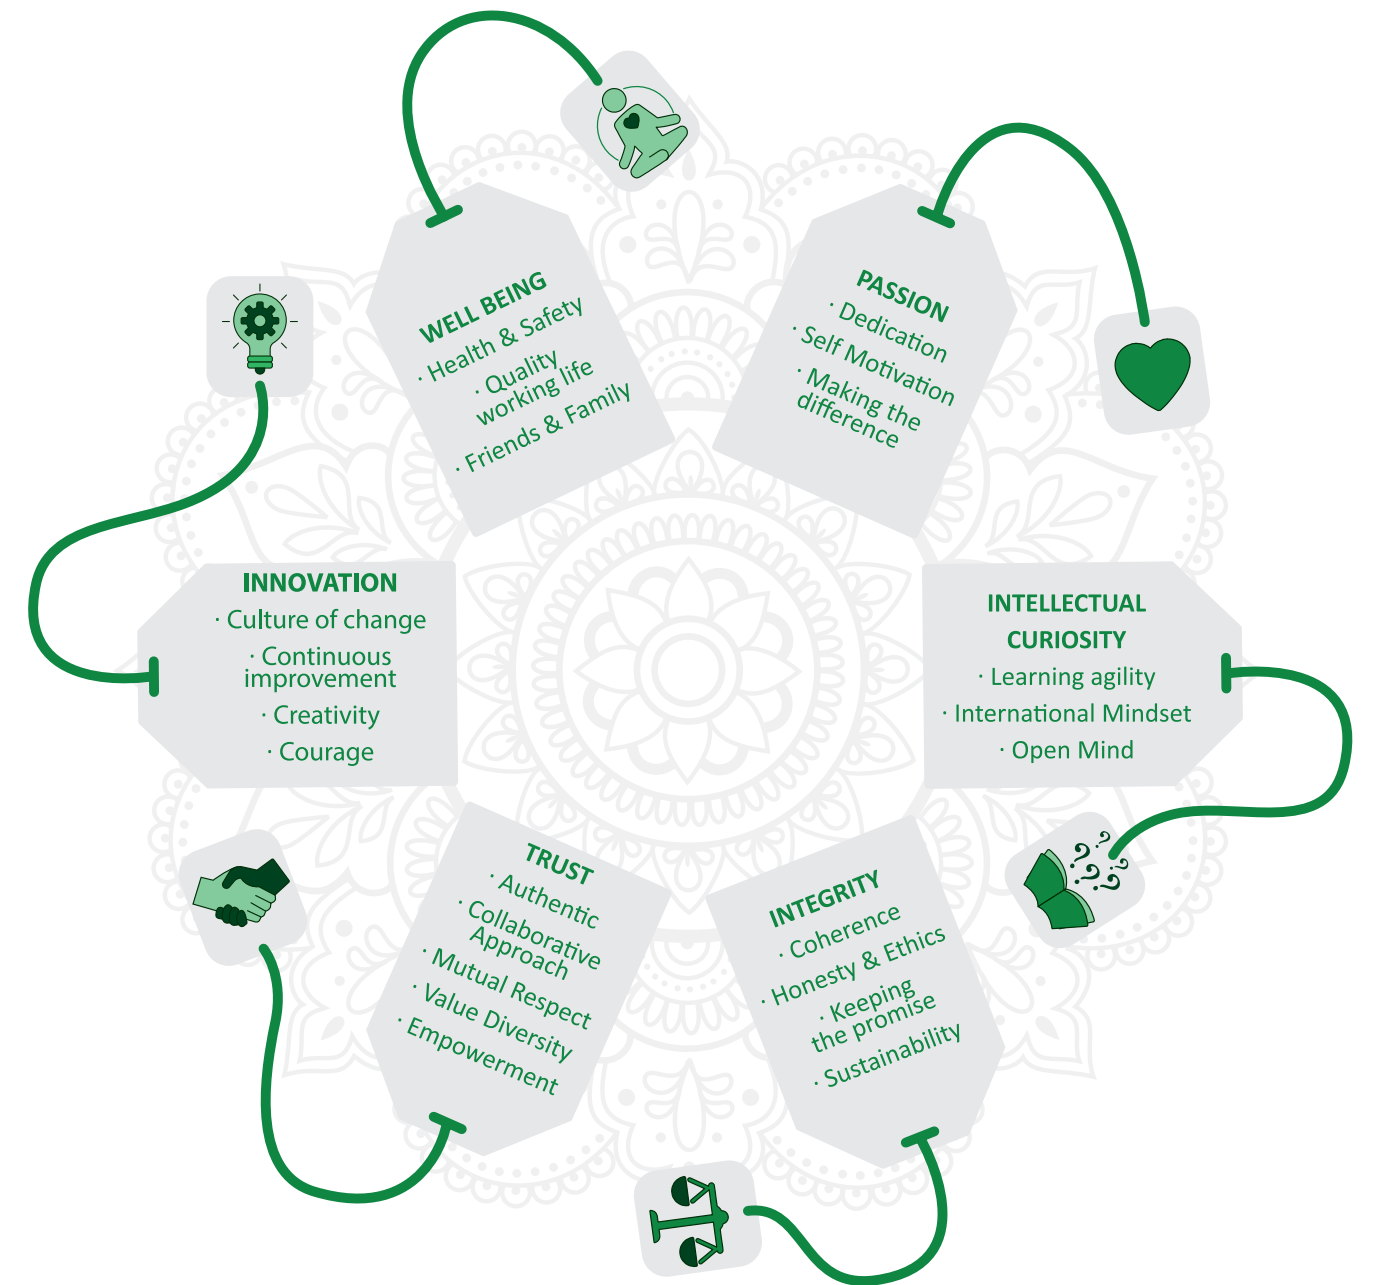 WELL BEING
· Health & Safety
· Quality
working life
· Friends & Family
PASSION
· Dedication
· Self Motivation
· Making the
difference
INNOVATION
· Culture of change
· Continuous
improvement
· Creativity
· Courage
INTELLECTUAL
CURIOSITY
· Learning agility
· International Mindset
· Open Mind
TRUST
· Authentic
· Collaborative
Approach
· Mutual Respect
· Value Diversity
· Empowerment
INTEGRITY
· Coherence
· Honesty & Ethics
· Keeping
the promise
· Sustainability
? ? ? ? ? ?